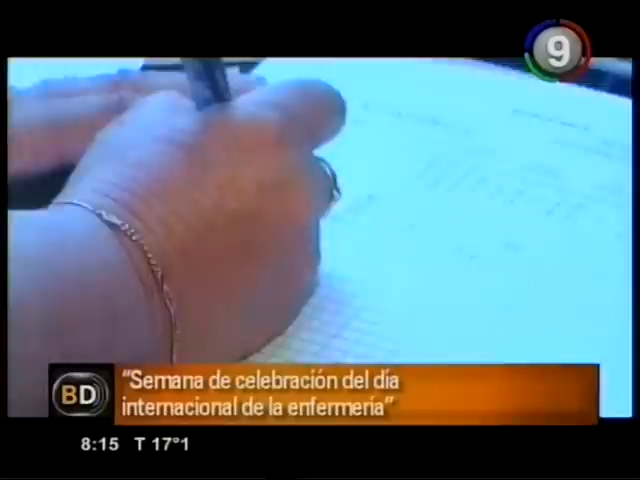 9
"Semana de celebración del día
internacional de la enfermería"
BD
8:15 T 17°1